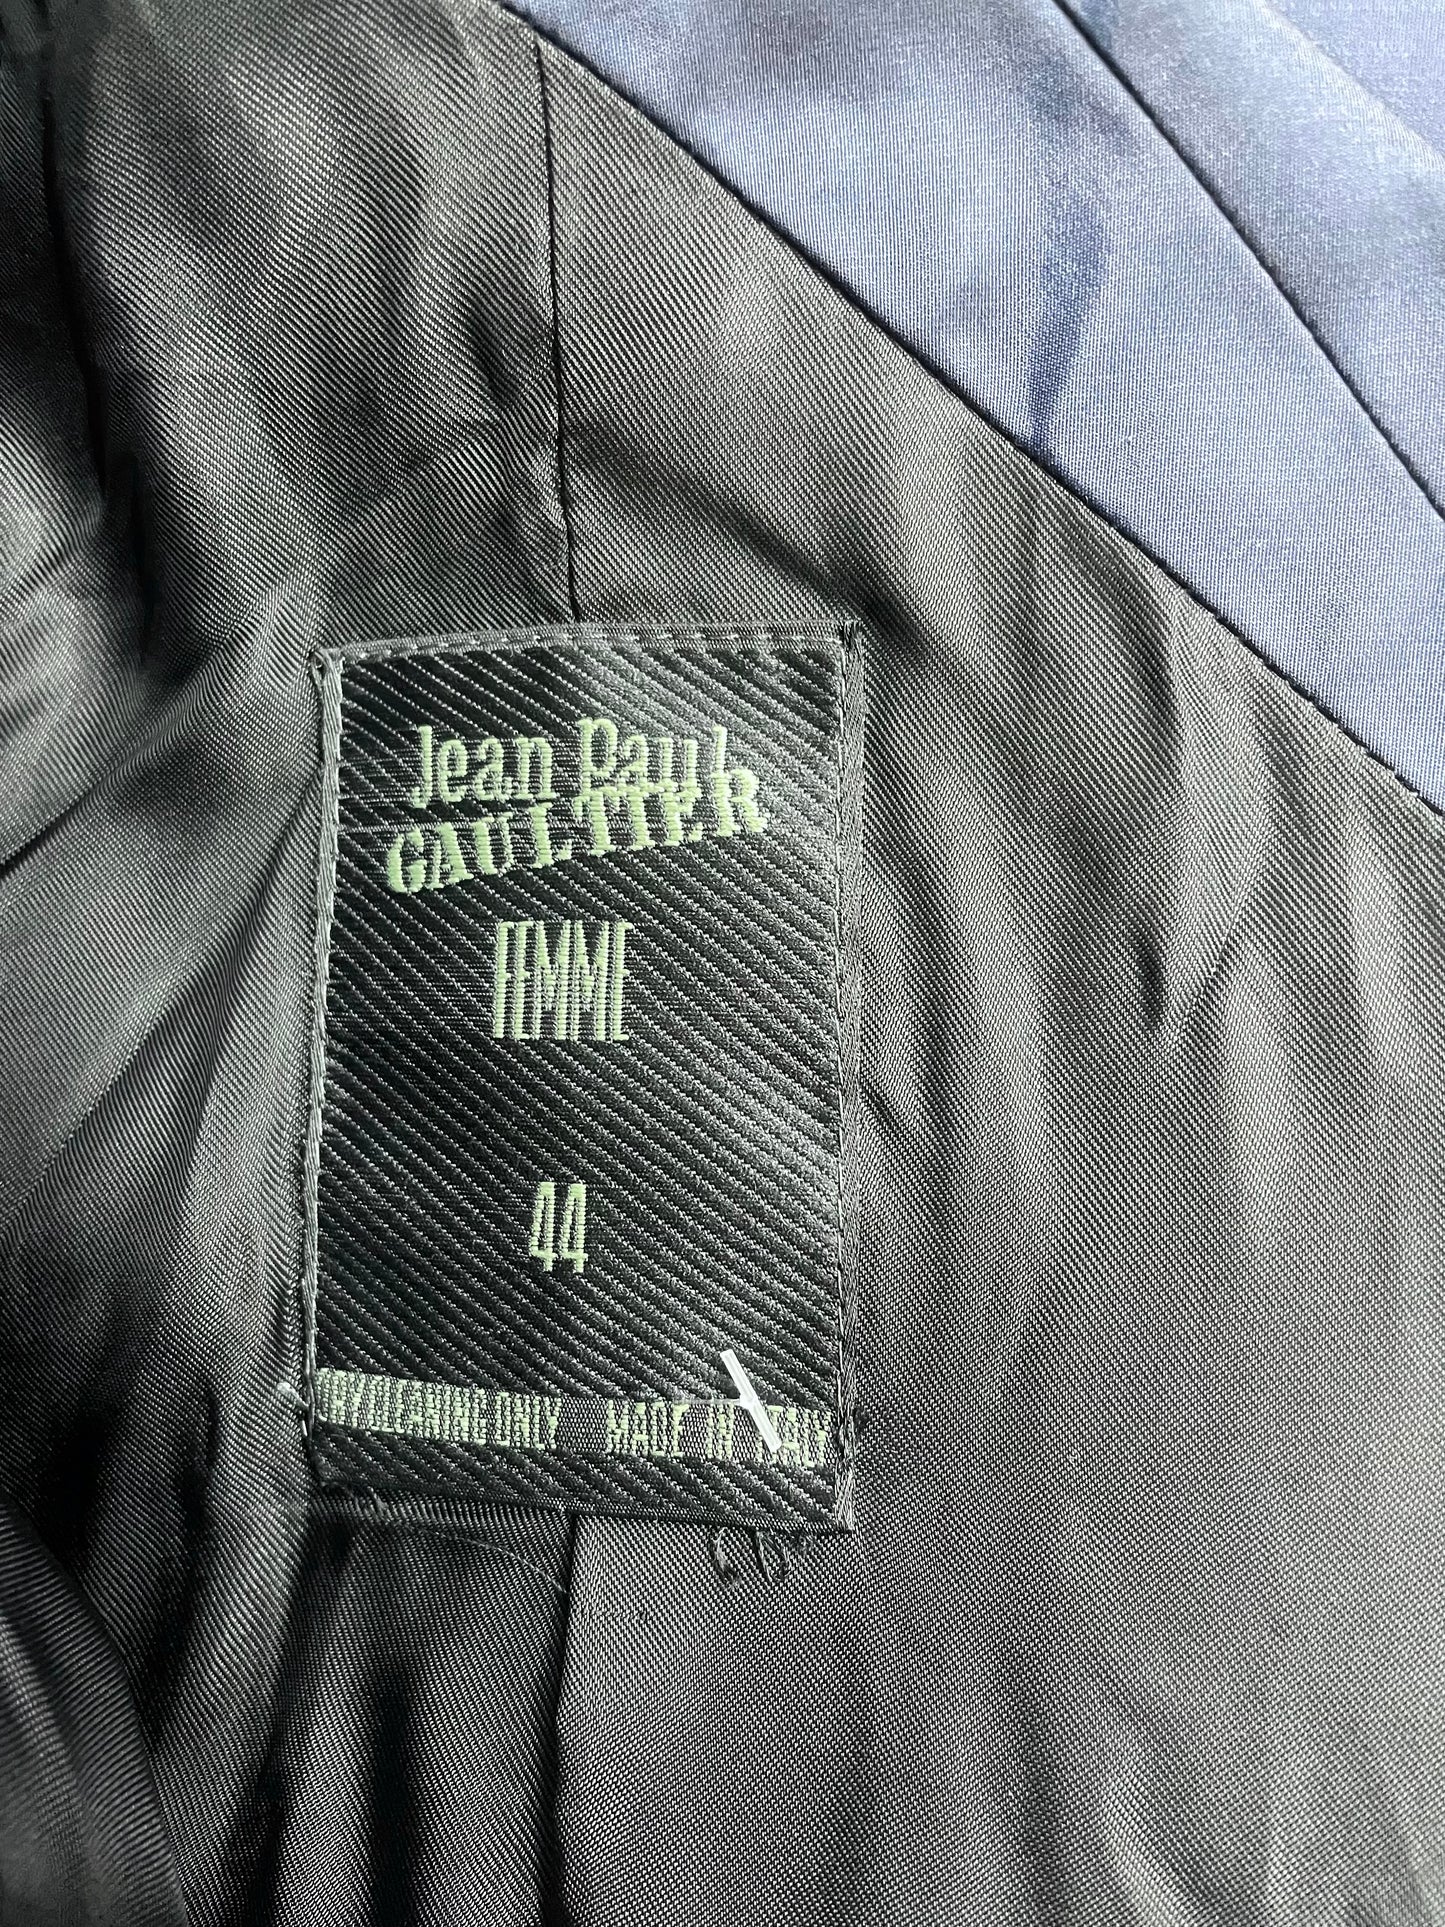 Jean Paul
GAULTIER
FEMME
44
DRY CLEANING ONLY MADE IN ITALY